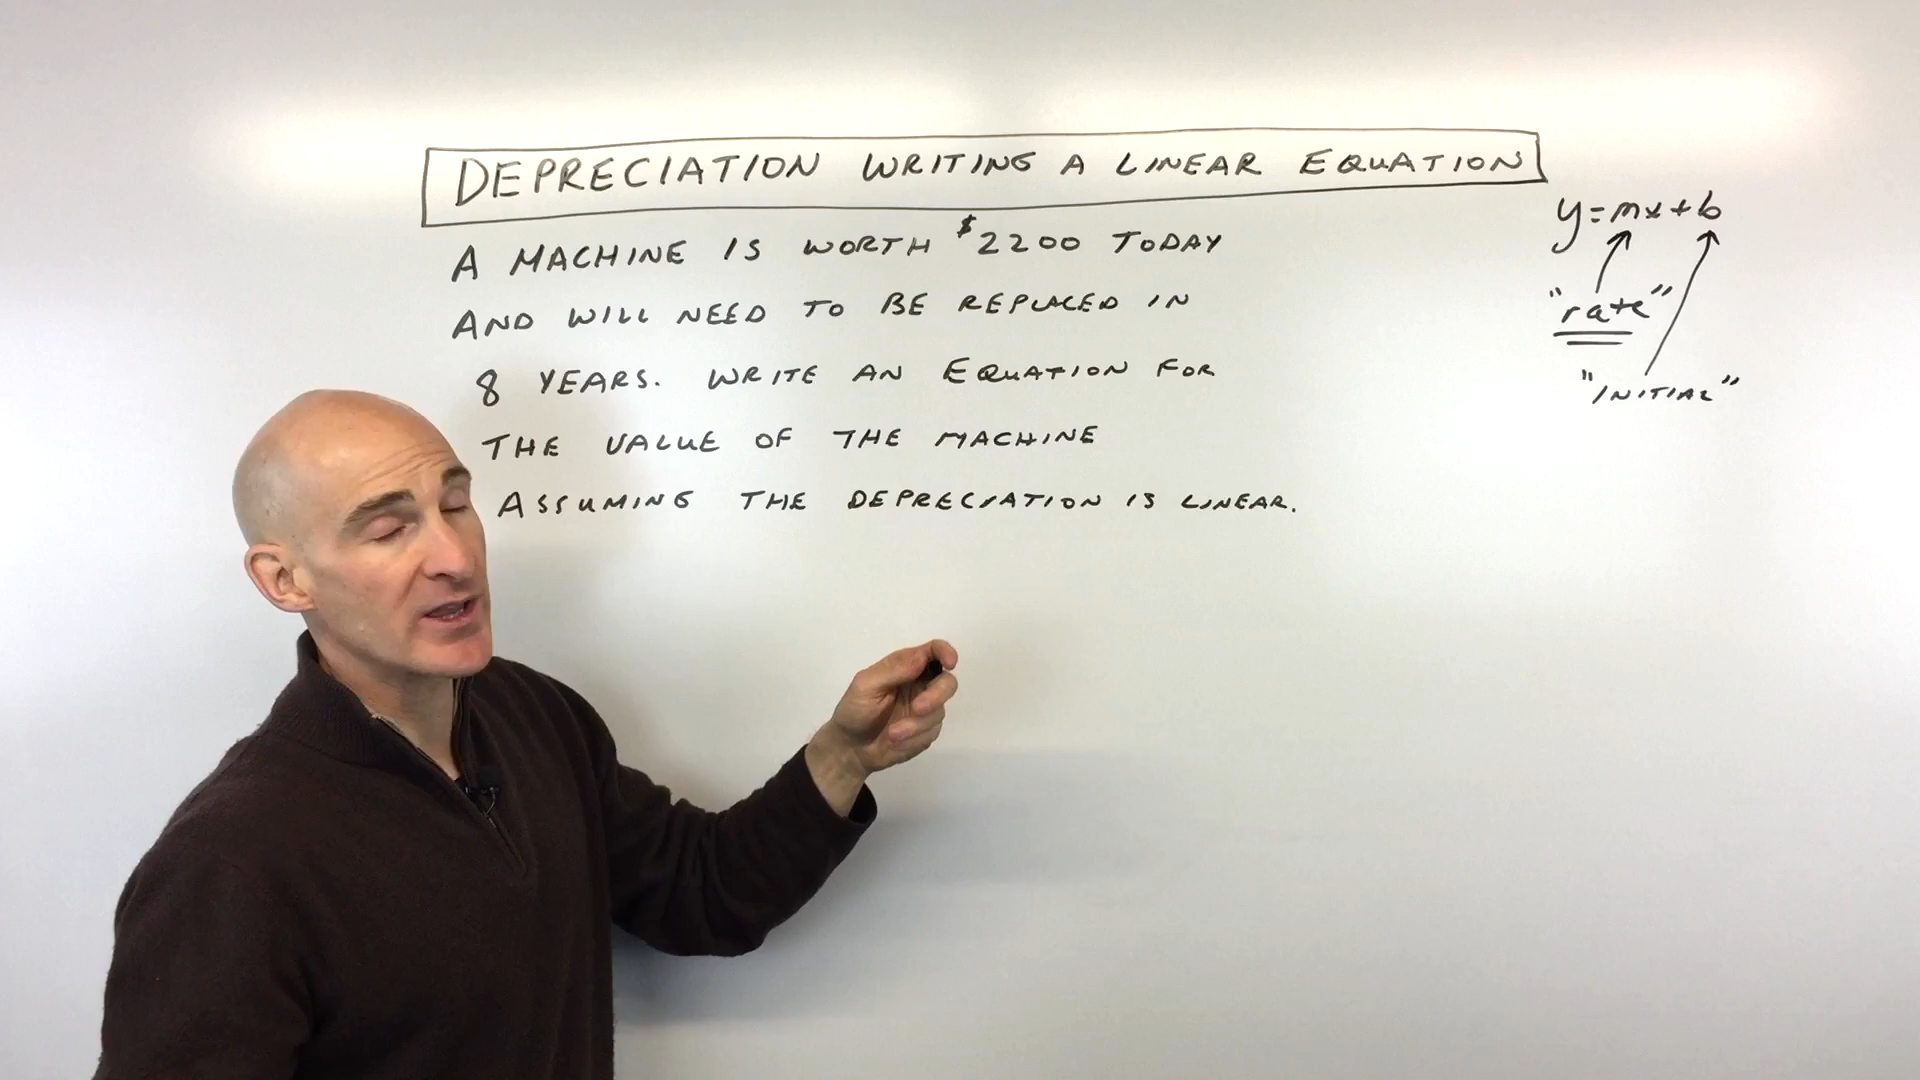 DEPRECIATION WRITING A LINEAR EQUATION
A MACHINE IS WORTH $2200 TODAY
AND WILL NEED TO BE REPLACED IN
8 YEARS. WRITE AN EQUATION FOR
THE VALUE OF THE MACHINE
ASSUMING THE DEPRECIATION IS LINEAR.
y=mx+b
"rate"
"INITIAL"